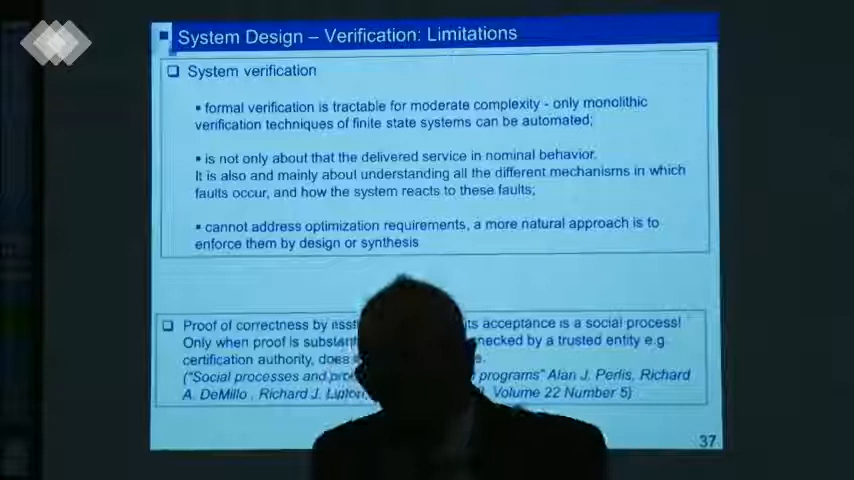 System Design – Verification: Limitations
❑ System verification
▪ formal verification is tractable for moderate complexity - only monolithic
verification techniques of finite state systems can be automated;
▪ is not only about that the delivered service in nominal behavior.
It is also and mainly about understanding all the different mechanisms in which
faults occur, and how the system reacts to these faults;
▪ cannot address optimization requirements, a more natural approach is to
enforce them by design or synthesis
❑ Proof of correctness by acceptance is a social process!
Only when proof is by a trusted entity e.g.
certification authority, does
("Social processes and programs" Alan J. Perlis, Richard
A. DeMillo , Richard J. Lipton, Volume 22 Number 5)
37